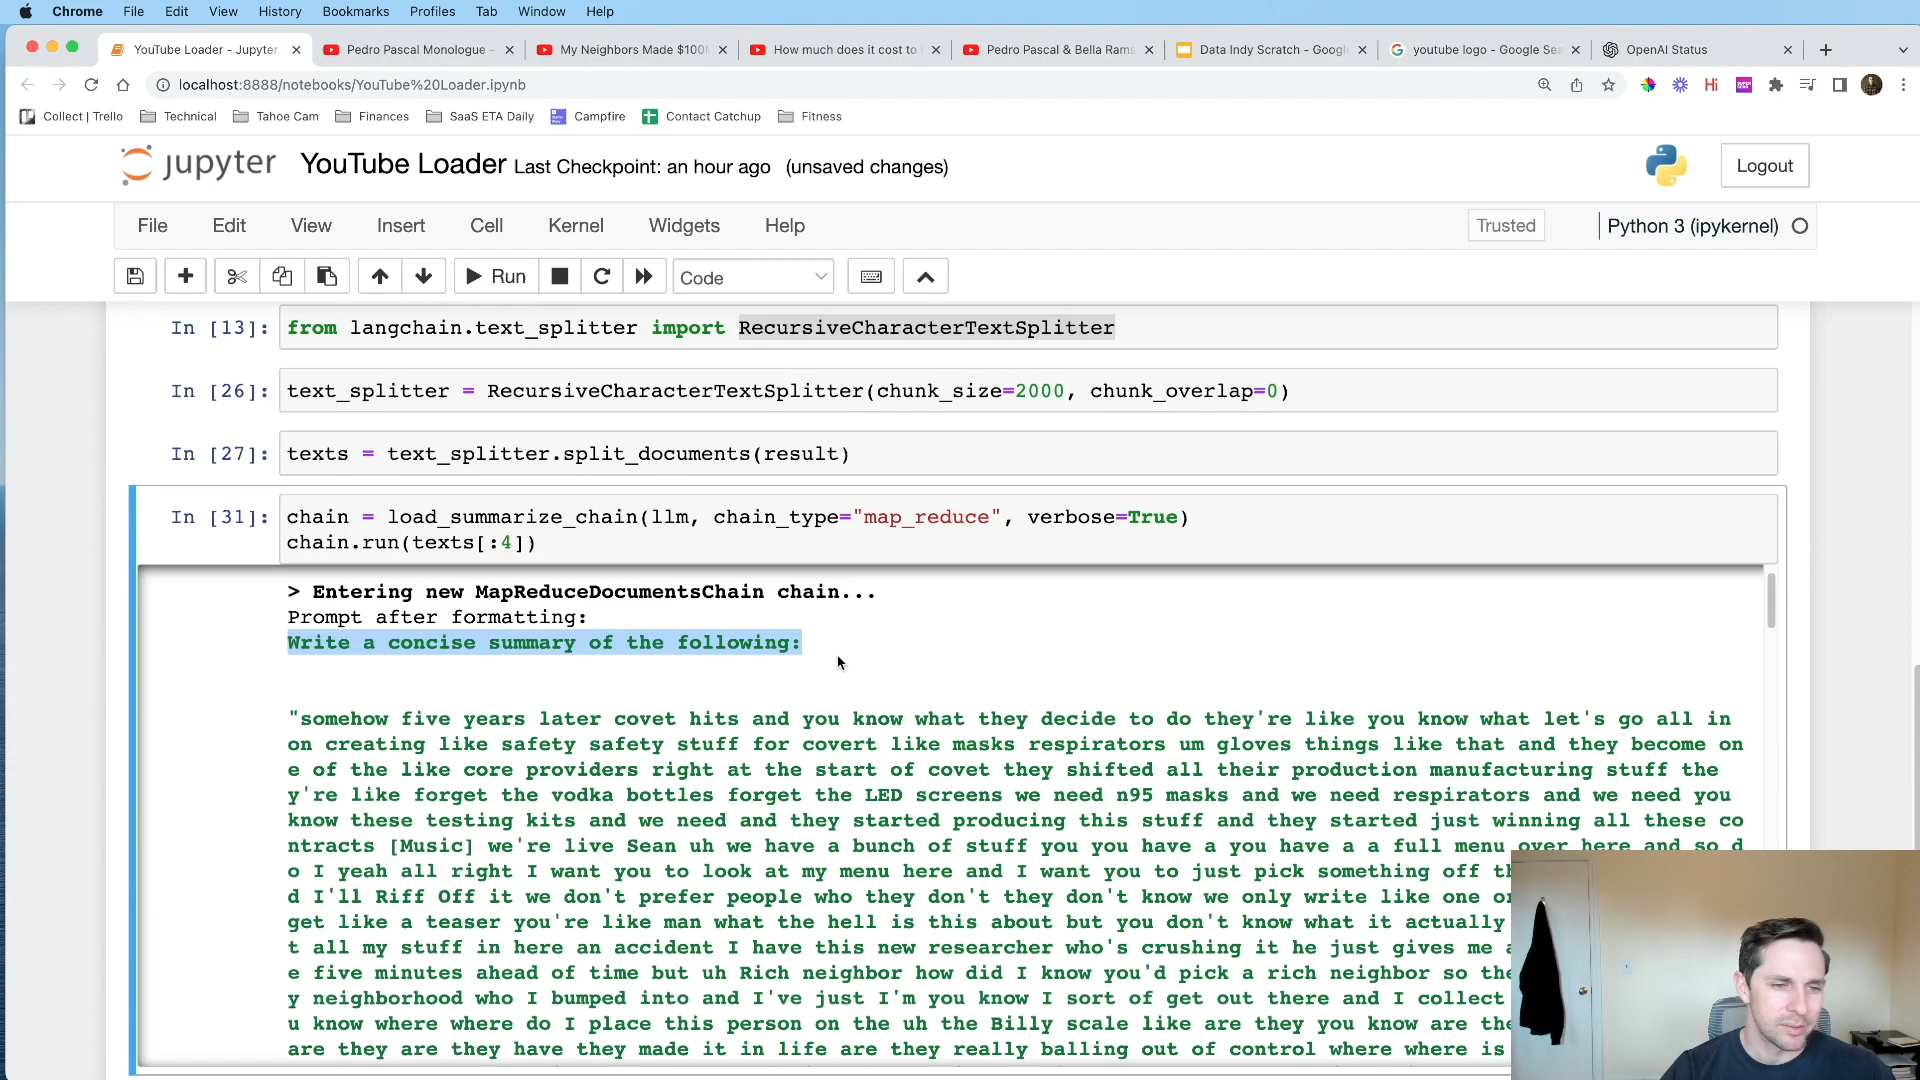 Chrome File Edit View History Bookmarks Profiles Tab Window Help
YouTube Loader - Jupyter Pedro Pascal Monologue - My Neighbors Made $100M How much does it cost to Pedro Pascal & Bella Rams Data Indy Scratch - Google youtube logo - Google Sea OpenAI Status
localhost:8888/notebooks/YouTube%20Loader.ipynb Hi
Collect | Trello Technical Tahoe Cam Finances SaaS ETA Daily Campfire Contact Catchup Fitness
jupyter YouTube Loader Last Checkpoint: an hour ago (unsaved changes) Logout
File Edit View Insert Cell Kernel Widgets Help Trusted Python 3 (ipykernel)
Run Code
In [13]: from langchain.text_splitter import RecursiveCharacterTextSplitter
In [26]: text_splitter = RecursiveCharacterTextSplitter(chunk_size=2000, chunk_overlap=0)
In [27]: texts = text_splitter.split_documents(result)
In [31]: chain = load_summarize_chain(llm, chain_type="map_reduce", verbose=True)
chain.run(texts[:4])
> Entering new MapReduceDocumentsChain chain...
Prompt after formatting:
Write a concise summary of the following:
"somehow five years later covet hits and you know what they decide to do they're like you know what let's go all in
on creating like safety safety stuff for covert like masks respirators um gloves things like that and they become on
e of the like core providers right at the start of covet they shifted all their production manufacturing stuff the
y're like forget the vodka bottles forget the LED screens we need n95 masks and we need respirators and we need you
know these testing kits and we need and they started producing this stuff and they started just winning all these co
ntracts [Music] we're live Sean uh we have a bunch of stuff you you have a you have a a full menu over here and so d
o I yeah all right I want you to look at my menu here and I want you to just pick something off
d I'll Riff Off it we don't prefer people who they don't they don't know we only write like one
get like a teaser you're like man what the hell is this about but you don't know what it actually
t all my stuff in here an accident I have this new researcher who's crushing it he just gives me
e five minutes ahead of time but uh Rich neighbor how did I know you'd pick a rich neighbor so
y neighborhood who I bumped into and I've just I'm you know I sort of get out there and I collect
u know where where do I place this person on the uh the Billy scale like are they you know are
are they are they have they made it in life are they really balling out of control where where is